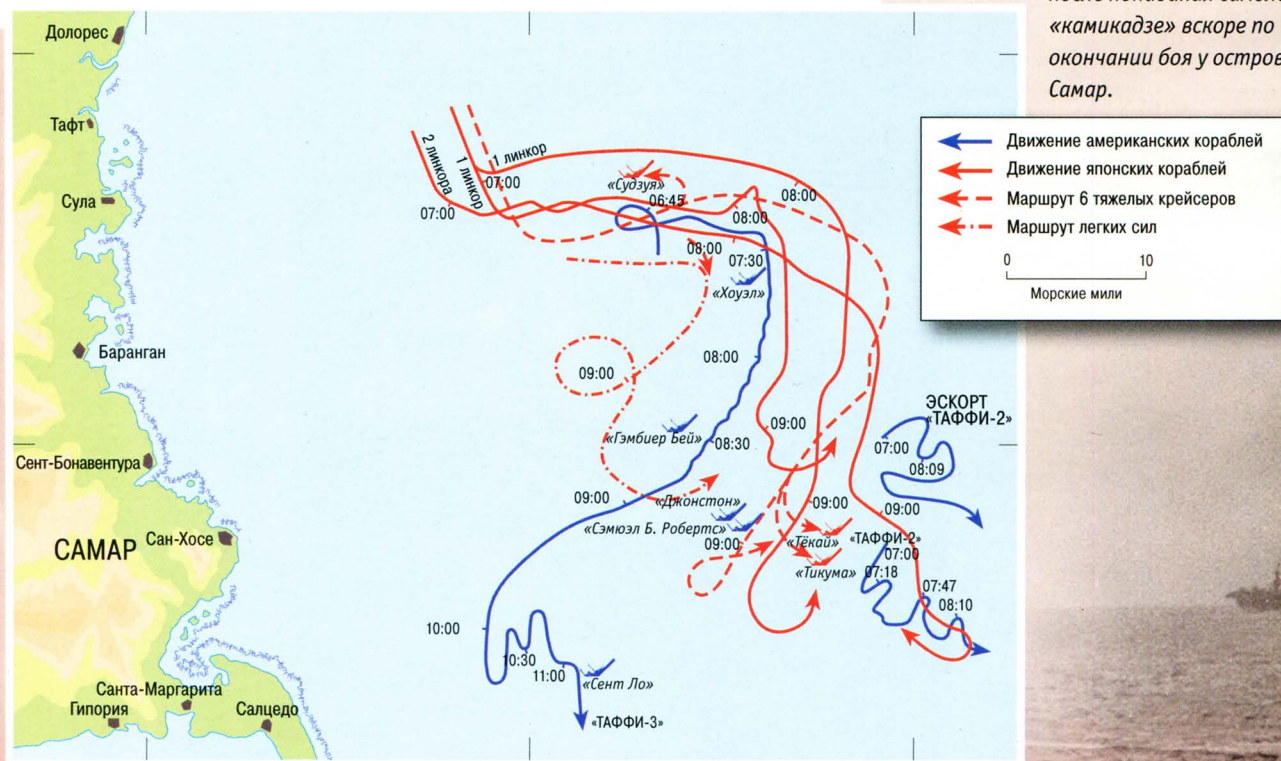 «камикадзе» вскоре по
окончании боя у остров
Самар.
Движение американских кораблей
Движение японских кораблей
Маршрут 6 тяжелых крейсеров
Маршрут легких сил
0 10
Морские мили
Долорес
Тафт
Сула
Баранган
Сент-Бонавентура
САМАР
Сан-Хосе
Санта-Маргарита
Гипория
Салцедо
2 линкора
1 линкор
1 линкор
07:00
07:00
«Судзуя»
06:45
08:00
08:00
08:00
07:30
«Хоуэл»
08:00
09:00
«Гэмбиер Бей»
08:30
09:00
ЭСКОРТ
«ТАФФИ-2»
07:00
08:09
09:00
«Джонстон»
«Сэмюэл Б. Робертс»
09:00
09:00
09:00
«Тёкай»
«Тикума»
«ТАФФИ-2»
07:00
07:18
07:47
08:10
10:00
10:30
11:00
«Сент Ло»
«ТАФФИ-3»